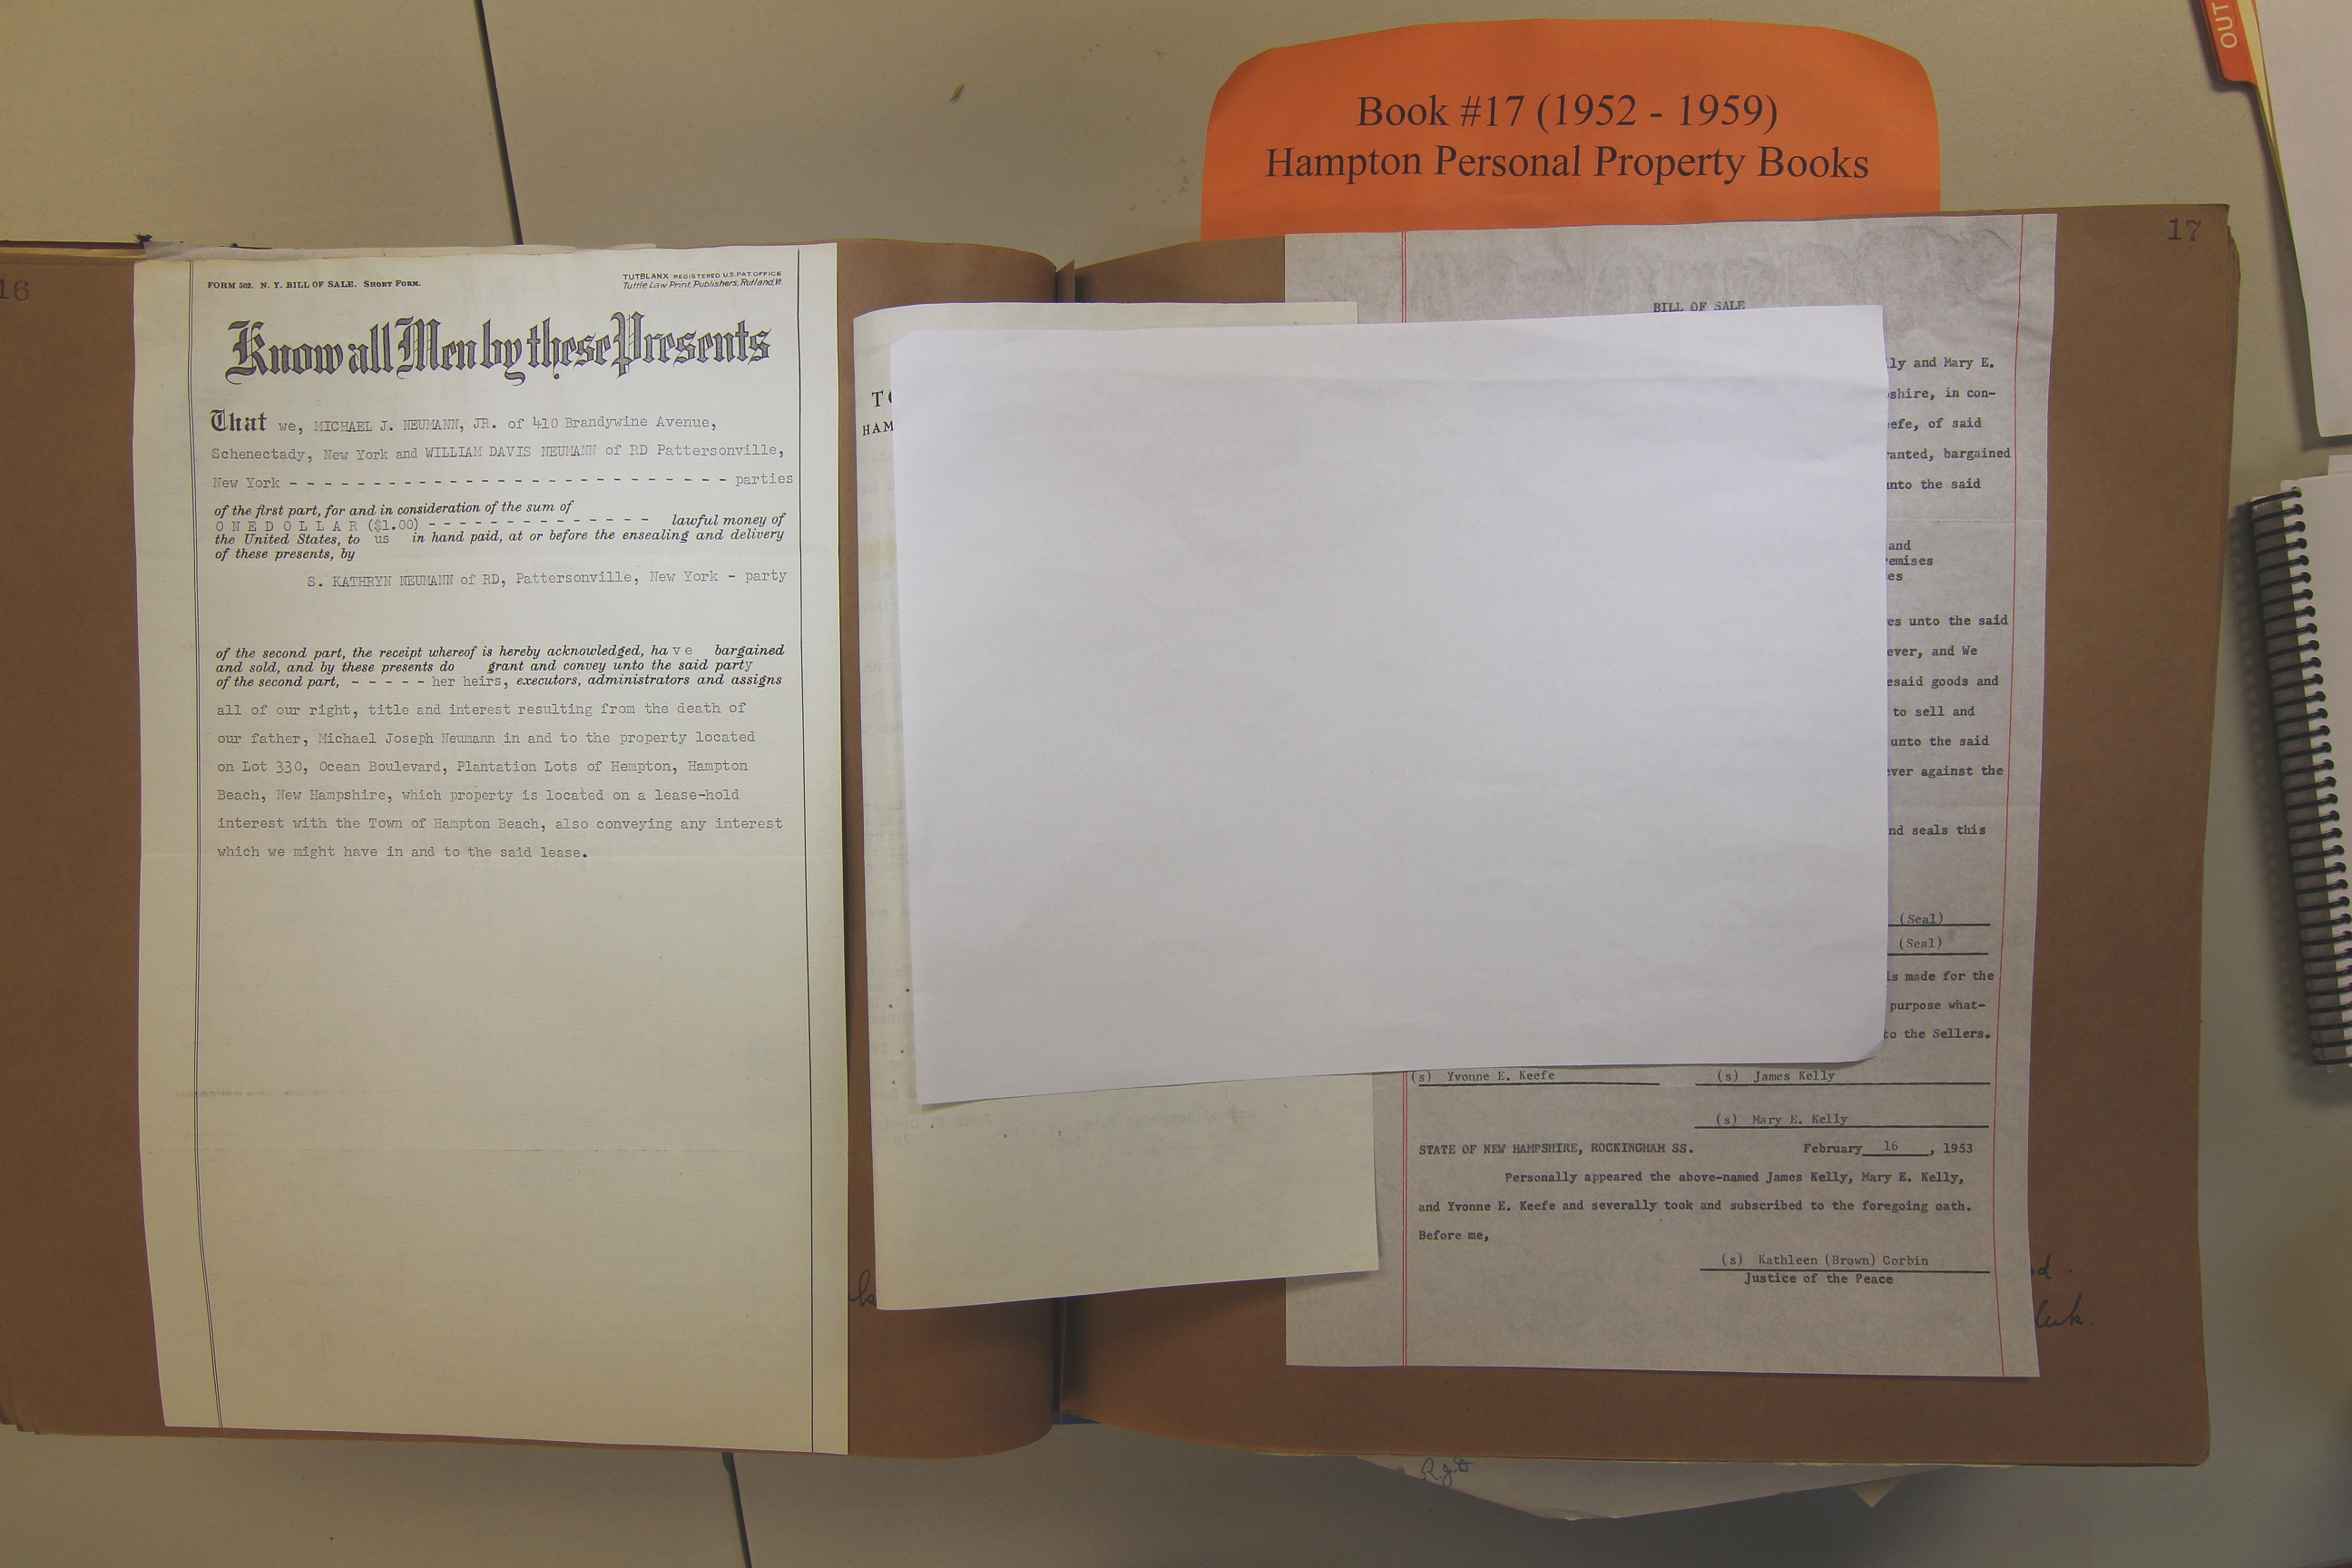 OUT
Book #17 (1952 - 1959)
Hampton Personal Property Books
16
FORM 502. N. Y. BILL OF SALE. SHORT FORM.
TUTBLANX REGISTERED U.S. PAT. OFFICE
Tuttle Law Print, Publishers, Rutland, Vt.
Know all Men by these Presents
That we, MICHAEL J. NEUMANN, JR. of 410 Brandywine Avenue,
Schenectady, New York and WILLIAM DAVIS NEUMANN of RD Pattersonville,
New York - - - - - - - - - - - - - - - - - - - - - - - - - - - parties
of the first part, for and in consideration of the sum of
O N E D O L L A R ($1.00) - - - - - - - - - - - - - - lawful money of
the United States, to us in hand paid, at or before the ensealing and delivery
of these presents, by
S. KATHRYN NEUMANN of RD, Pattersonville, New York - party
of the second part, the receipt whereof is hereby acknowledged, ha ve bargained
and sold, and by these presents do grant and convey unto the said party
of the second part, - - - - - her heirs, executors, administrators and assigns
all of our right, title and interest resulting from the death of
our father, Michael Joseph Neumann in and to the property located
on Lot 330, Ocean Boulevard, Plantation Lots of Hempton, Hampton
Beach, New Hampshire, which property is located on a lease-hold
interest with the Town of Hampton Beach, also conveying any interest
which we might have in and to the said lease.
HAM
17
BILL OF SALE
lly and Mary E.
shire, in con-
efe, of said
ranted, bargained
unto the said
and
remises
es
es unto the said
ever, and We
esaid goods and
to sell and
unto the said
ver against the
nd seals this
(Seal)
(Seal)
is made for the
purpose what-
to the Sellers.
(s) Yvonne E. Keefe (s) James Kelly
(s) Mary E. Kelly
STATE OF NEW HAMPSHIRE, ROCKINGHAM SS. February 16, 1953
Personally appeared the above-named James Kelly, Mary E. Kelly,
and Yvonne E. Keefe and severally took and subscribed to the foregoing oath.
Before me,
(s) Kathleen (Brown) Corbin
Justice of the Peace